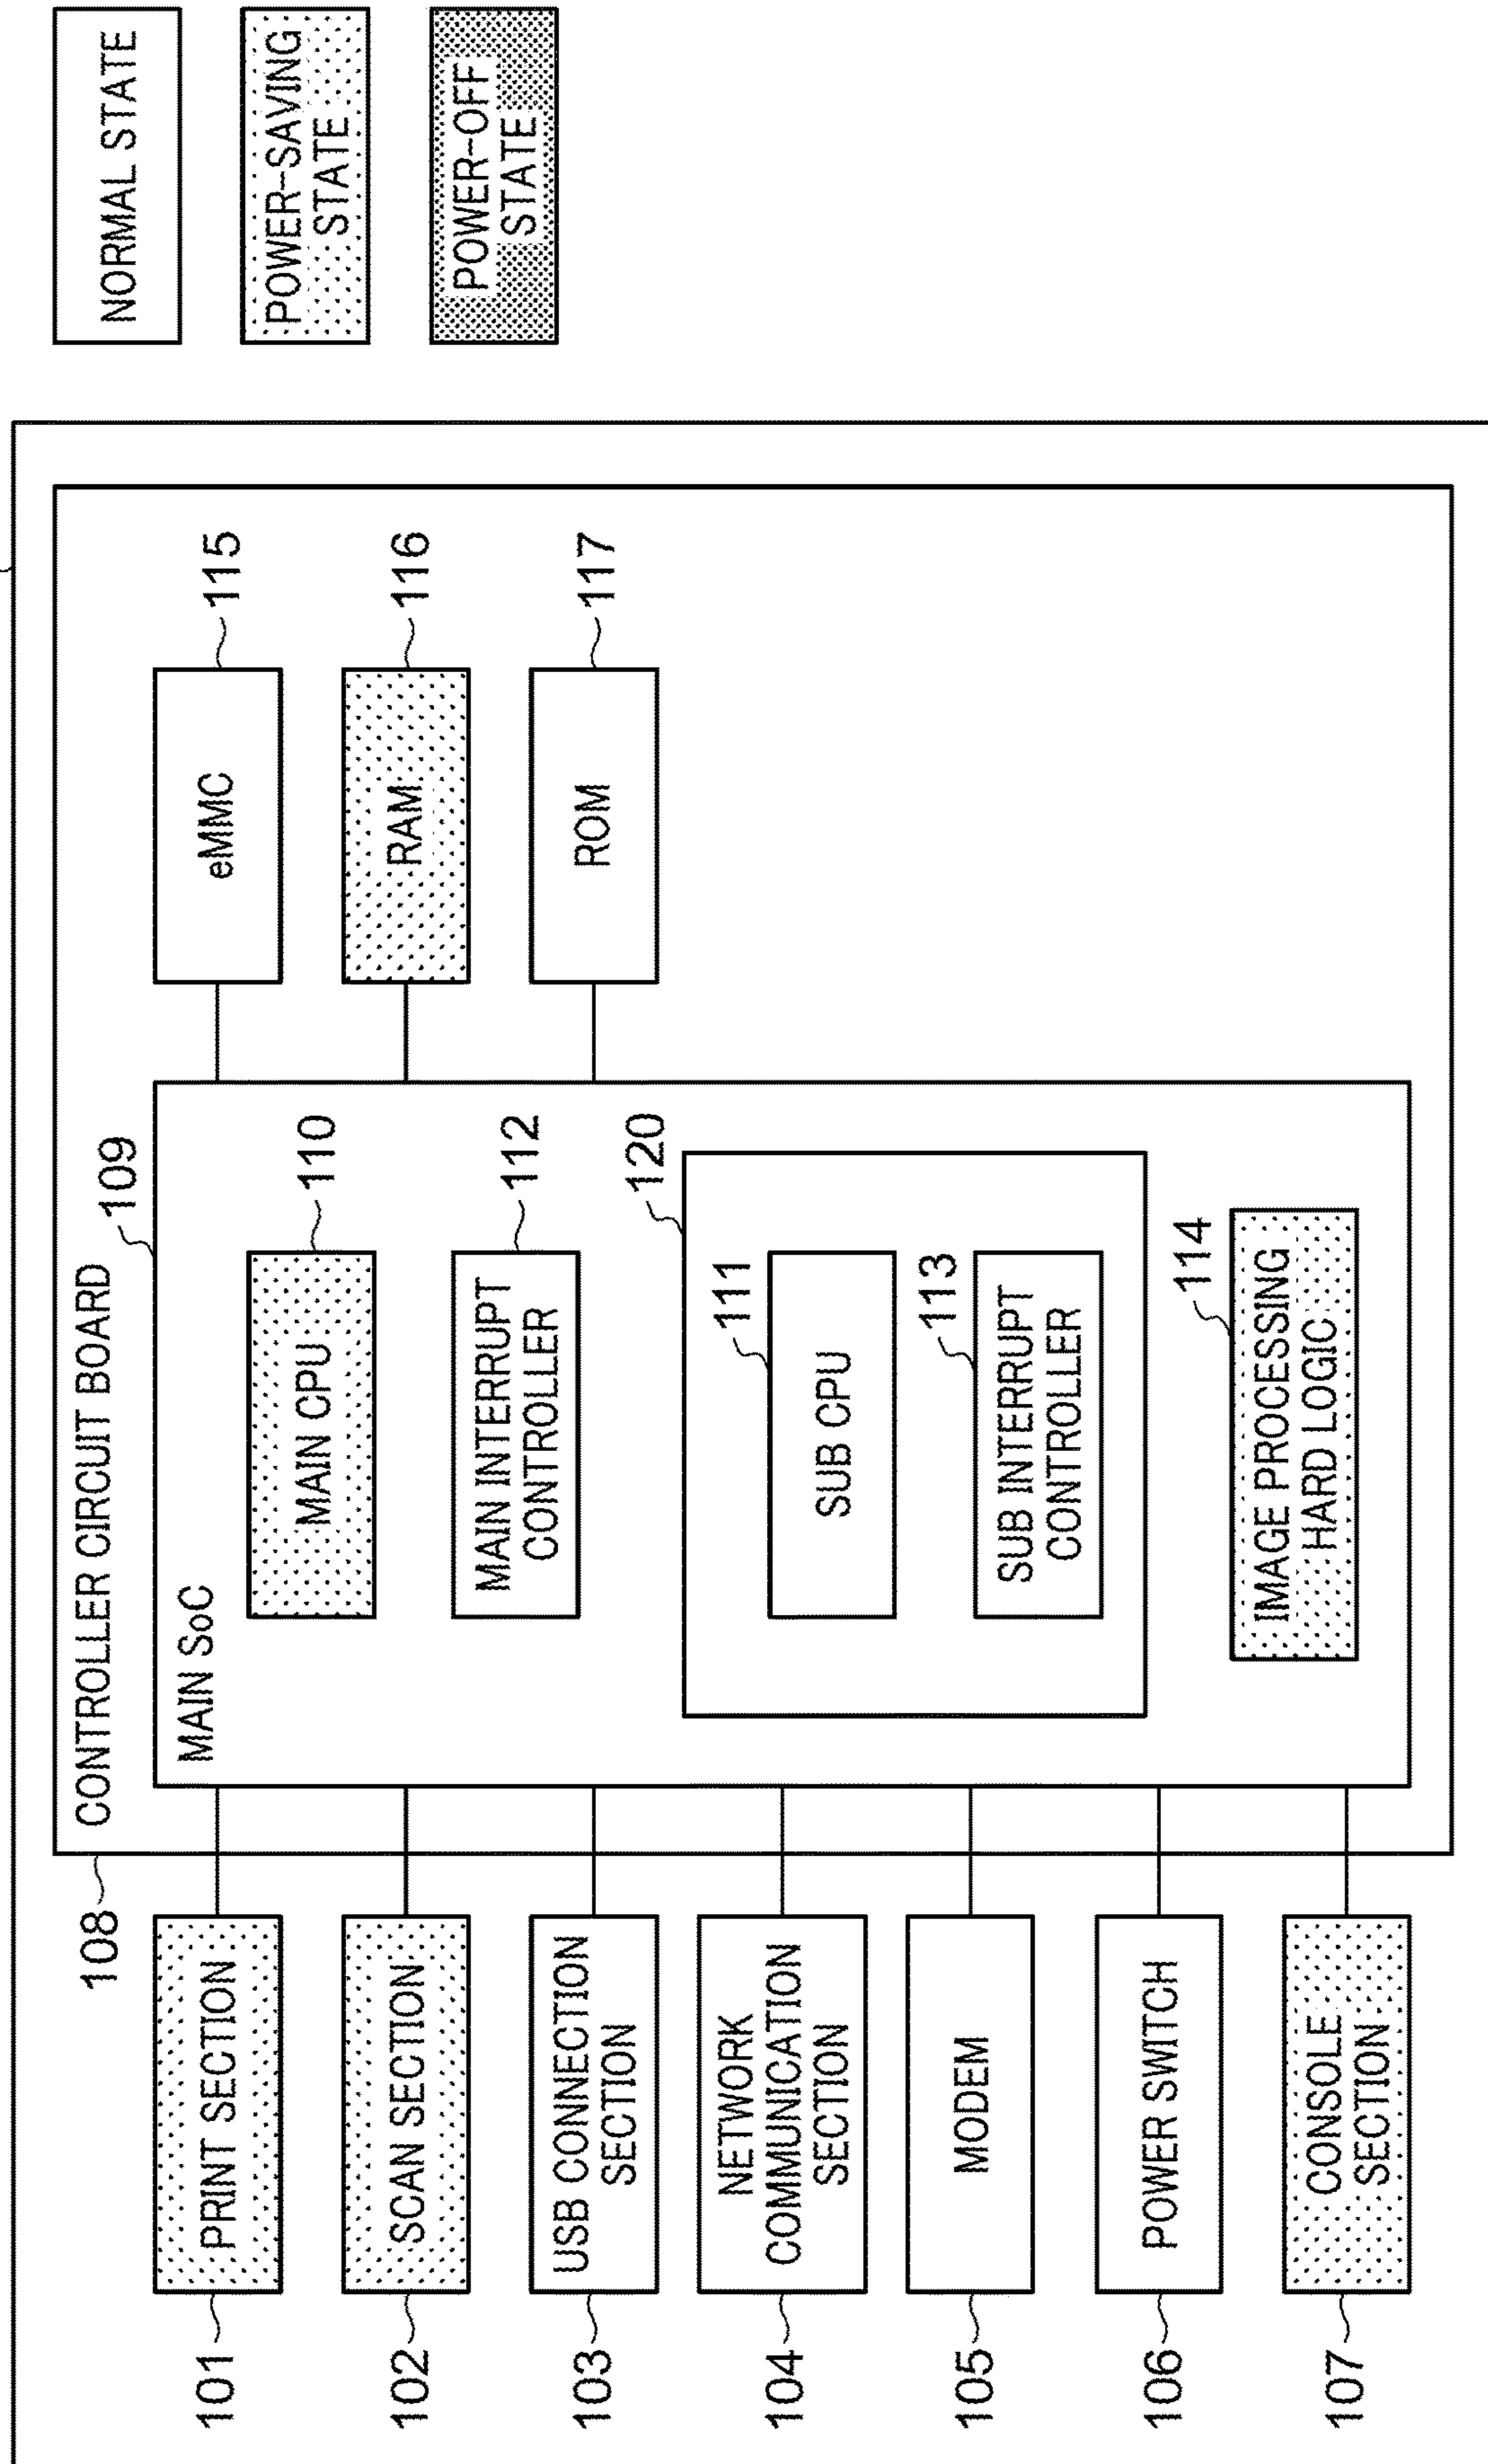 NORMAL STATE
POWER-SAVING
STATE
POWER-OFF
STATE
108
CONTROLLER CIRCUIT BOARD
109
MAIN SoC
101
PRINT SECTION
102
SCAN SECTION
103
USB CONNECTION
SECTION
104
NETWORK
COMMUNICATION
SECTION
105
MODEM
106
POWER SWITCH
107
CONSOLE
SECTION
MAIN CPU
110
MAIN INTERRUPT
CONTROLLER
112
120
111
SUB CPU
113
SUB INTERRUPT
CONTROLLER
114
IMAGE PROCESSING
HARD LOGIC
eMMC
115
RAM
116
ROM
117